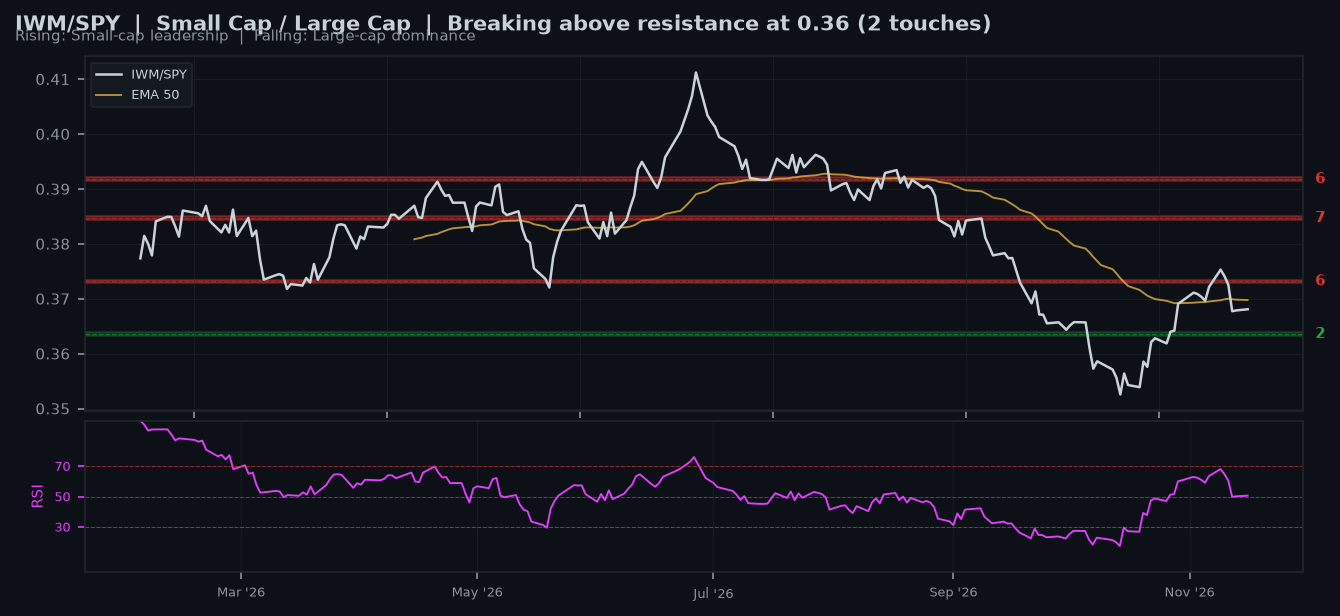 IWM/SPY | Small Cap / Large Cap | Breaking above resistance at 0.36 (2 touches)
Rising: Small-cap leadership | Falling: Large-cap dominance
IWM/SPY
EMA 50
0.41
0.40
0.39
0.38
0.37
0.36
0.35
6
7
6
2
RSI
70
50
30
Mar '26
May '26
Jul '26
Sep '26
Nov '26